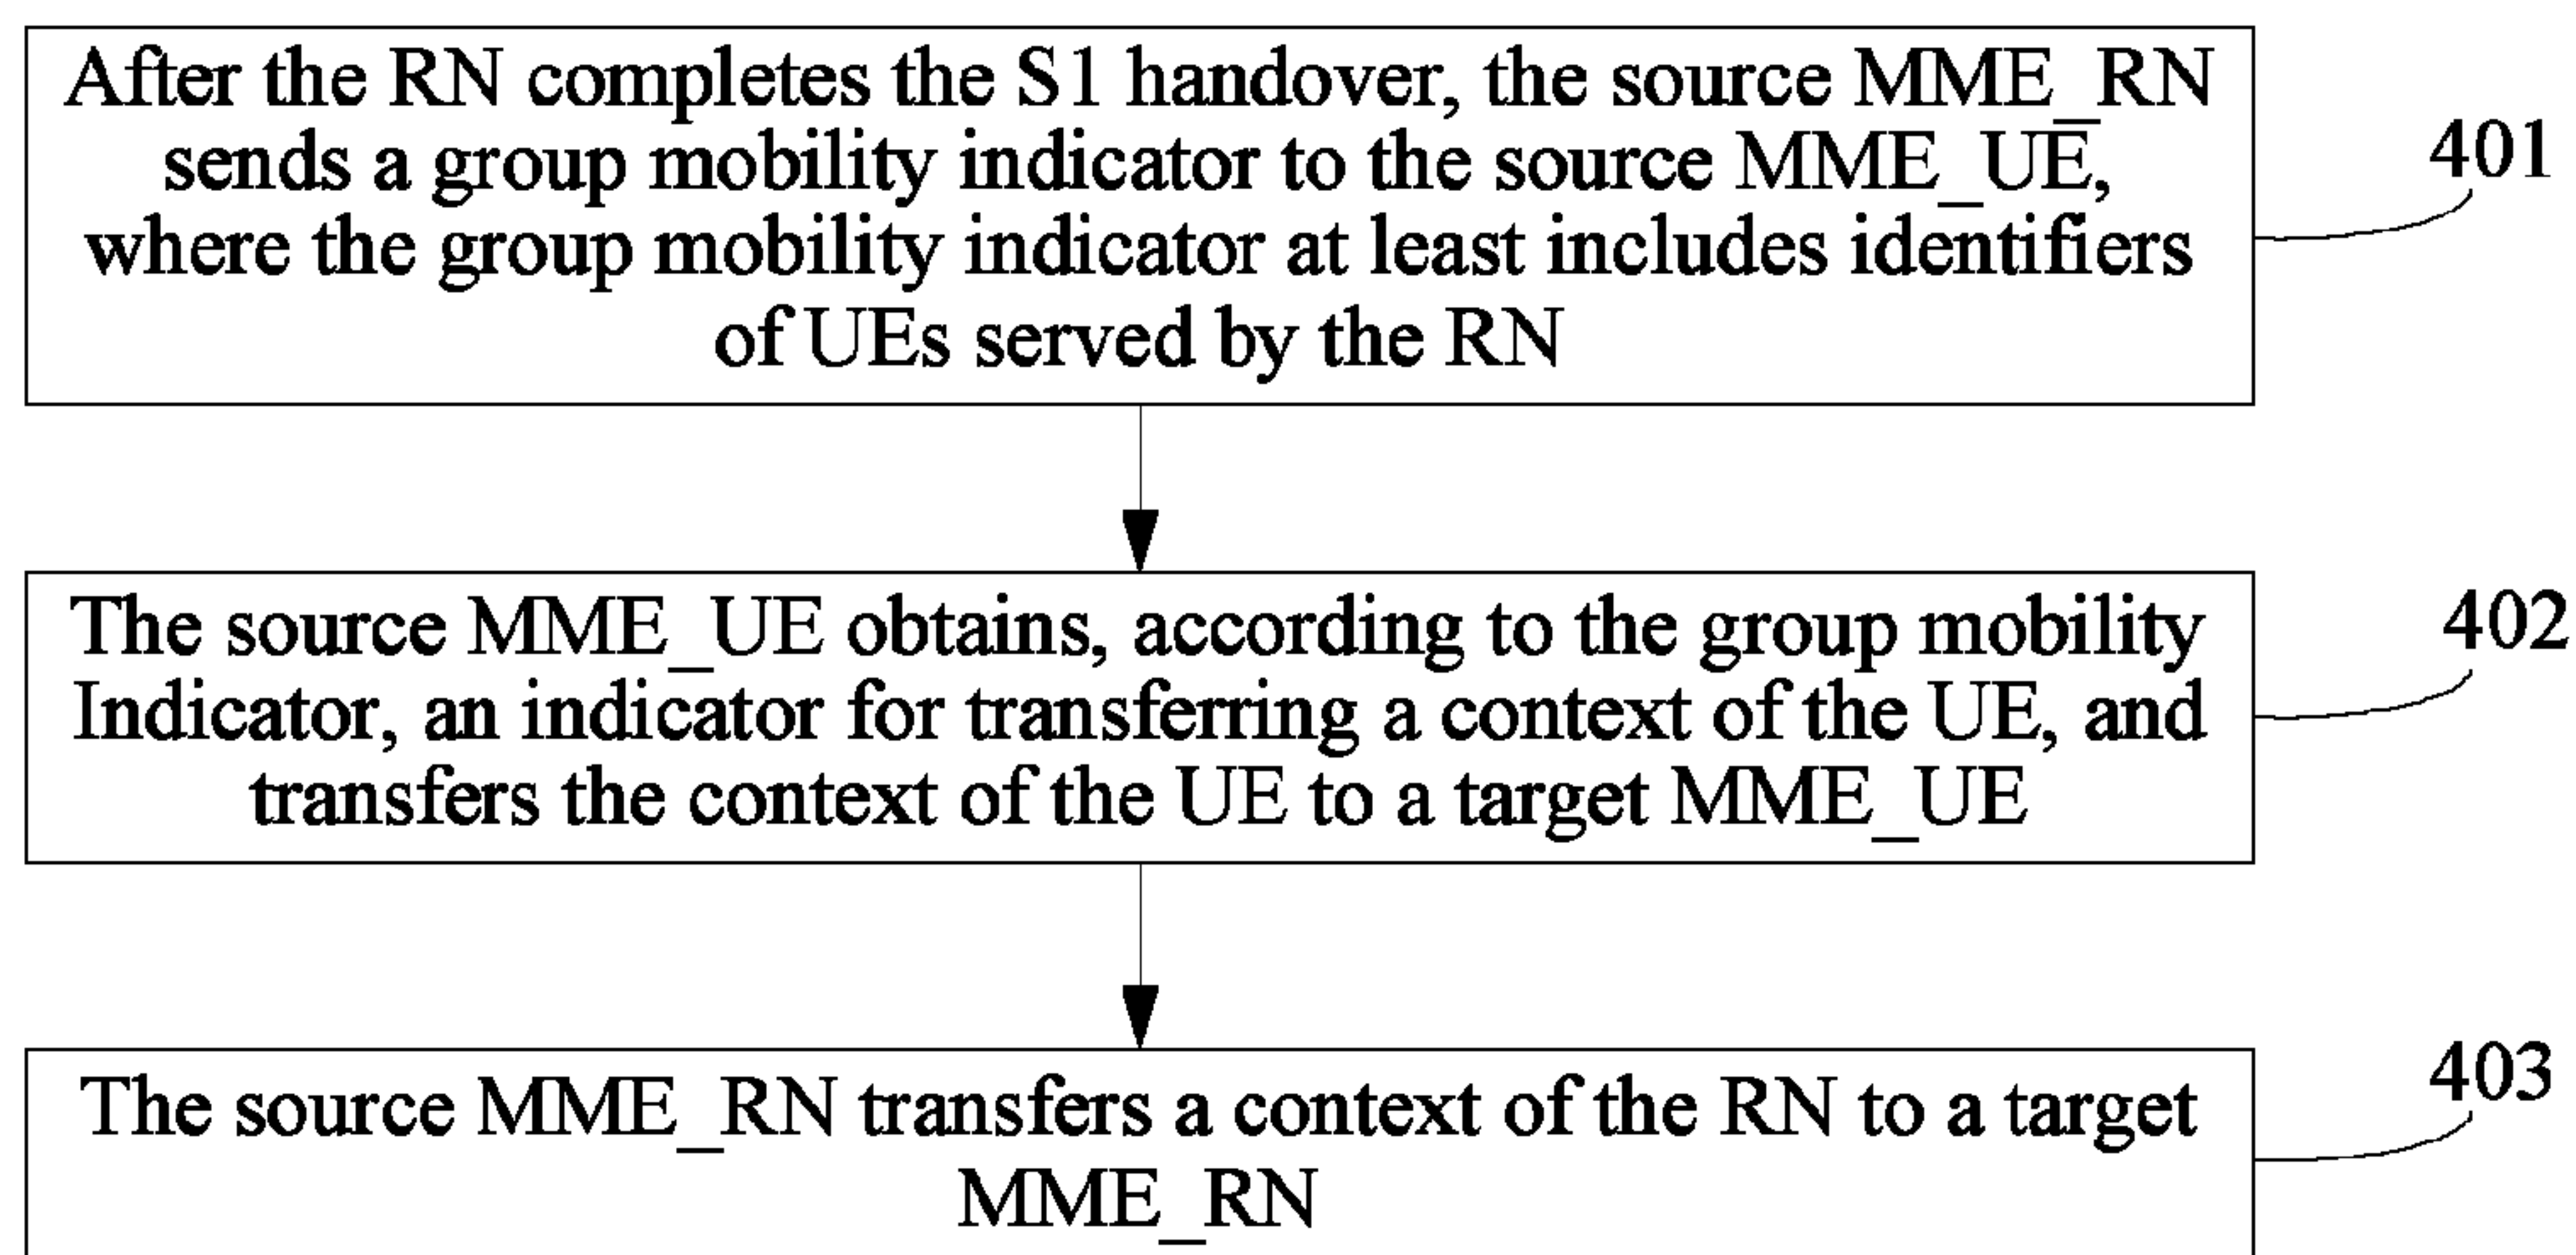 After the RN completes the S1 handover, the source MME_RN
sends a group mobility indicator to the source MME_UE,
where the group mobility indicator at least includes identifiers
of UEs served by the RN
401
The source MME_UE obtains, according to the group mobility
Indicator, an indicator for transferring a context of the UE, and
transfers the context of the UE to a target MME_UE
402
The source MME_RN transfers a context of the RN to a target
MME_RN
403